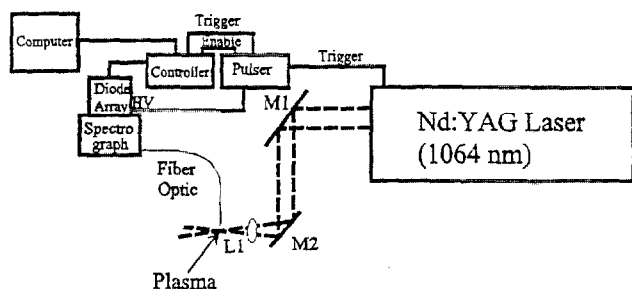 Trigger
Computer
Enable
Controller
Pulser
Trigger
Diode
Array
HV
M1
Spectro
graph
Nd:YAG Laser
(1064 nm)
Fiber
Optic
L1
M2
Plasma